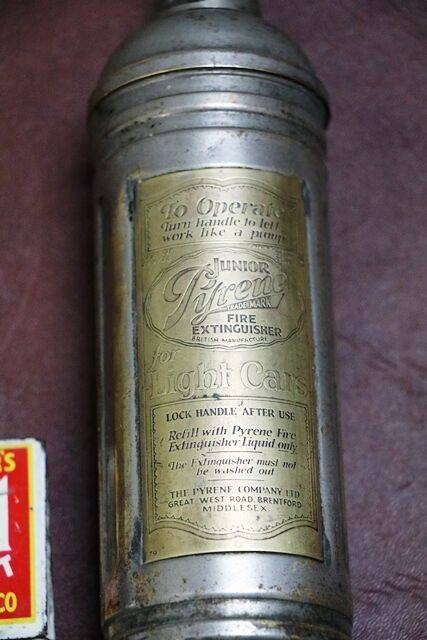 To Operate
Turn handle to left
work like a pump
JUNIOR
Pyrene
TRADE MARK
FIRE
EXTINGUISHER
BRITISH MANUFACTURE
for
Light Cars
LOCK HANDLE AFTER USE
Refill with Pyrene Fire
Extinguisher Liquid only
The Extinguisher must not
be washed out
THE PYRENE COMPANY LTD
GREAT WEST ROAD, BRENTFORD
MIDDLESEX
'S
CO